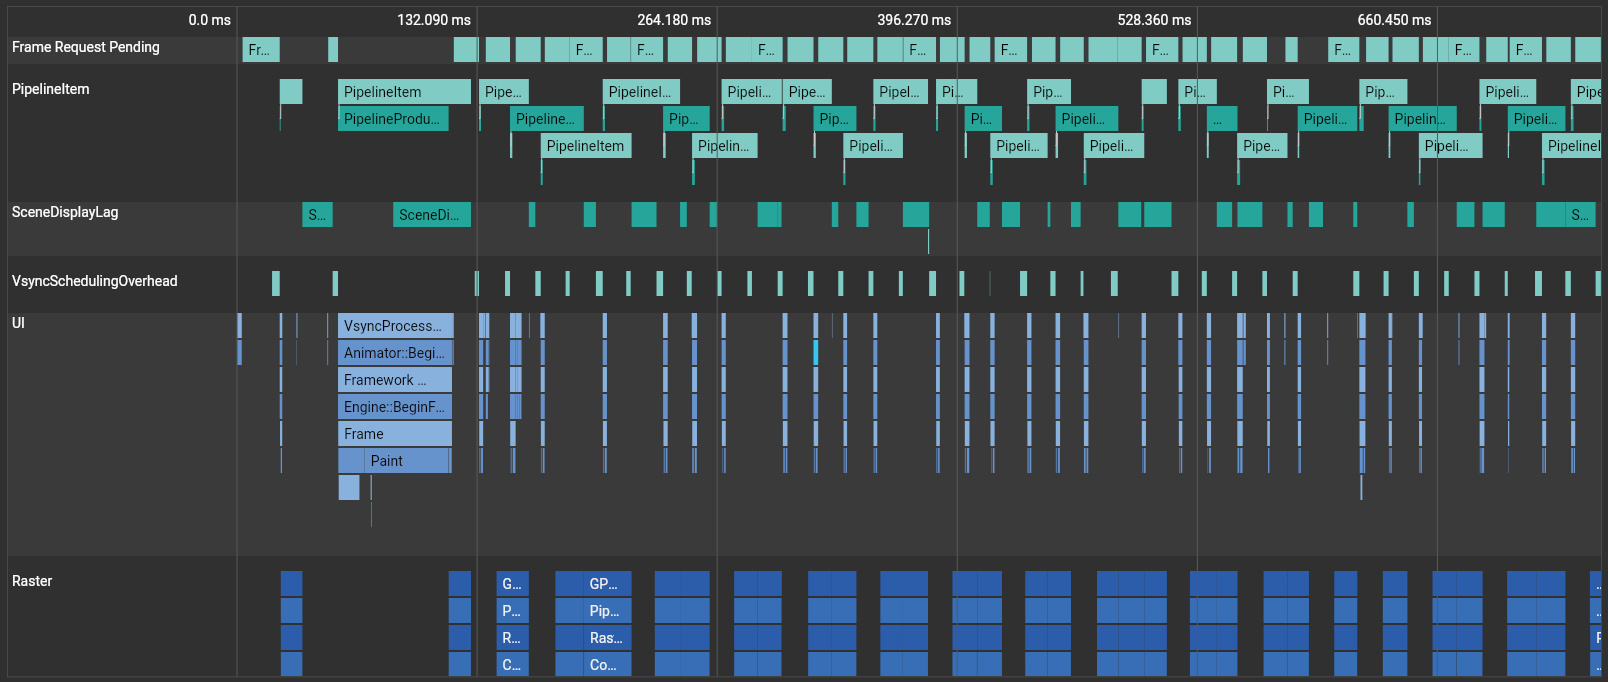 0.0 ms 132.090 ms 264.180 ms 396.270 ms 528.360 ms 660.450 ms
Frame Request Pending Fr... F... F... F... F... F... F... F... F... F...
PipelineItem PipelineItem Pipe... PipelineI... Pipeli... Pipe... Pipel... Pi... Pip... Pi... Pi... Pip... Pipeli... Pipe
PipelineProdu... Pipeline... Pip... Pip... Pi... Pipeli... ... Pipeli... Pipelin... Pipeli...
PipelineItem Pipelin... Pipeli... Pipeli... Pipeli... Pipe... Pipeli... PipelineI
SceneDisplayLag S... SceneDi... S...
VsyncSchedulingOverhead
UI VsyncProcess...
Animator::Begi...
Framework ...
Engine::BeginF...
Frame
Paint
Raster G... GP... ...
P... Pip... ...
R... Ras...
C... Co... ...